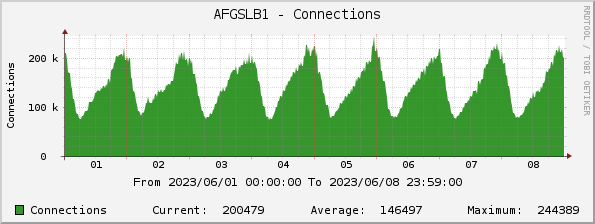 AFGSLB1 - Connections
RRDTOOL / TOBI OETIKER
Connections
200 k
100 k
0
01 02 03 04 05 06 07 08
From 2023/06/01 00:00:00 To 2023/06/08 23:59:00
Connections Current: 200479 Average: 146497 Maximum: 244389